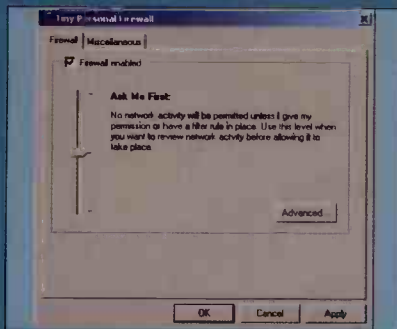 Tiny Personal Firewall
Firewall Miscellaneous
Firewall enabled
Ask Me First:
No network activity will be permitted unless I give my
permission or have a filter rule in place. Use this level when
you want to review network activity before allowing it to
take place.
Advanced...
OK Cancel Apply